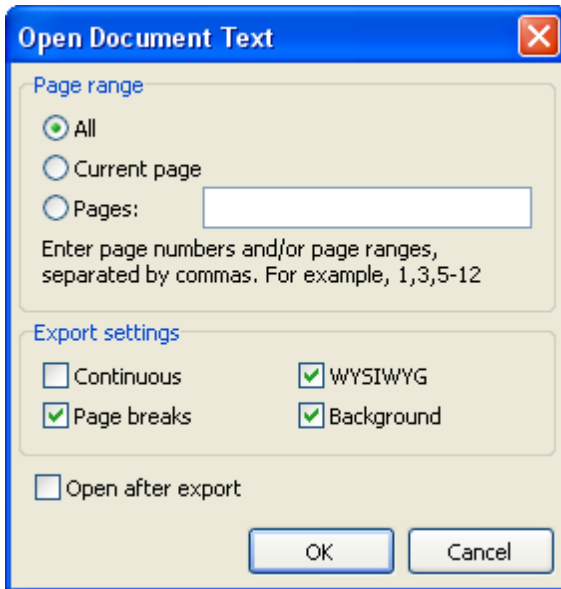 Open Document Text
Page range
All
Current page
Pages:
Enter page numbers and/or page ranges,
separated by commas. For example, 1,3,5-12
Export settings
Continuous
WYSIWYG
Page breaks
Background
Open after export
OK
Cancel